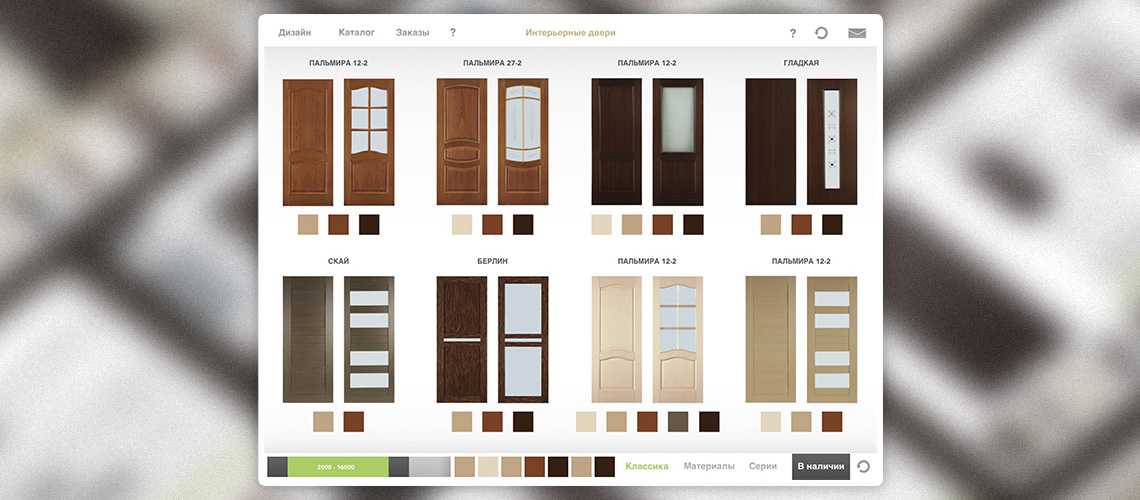 Дизайн Каталог Заказы ? Интерьерные двери ?
ПАЛЬМИРА 12-2 ПАЛЬМИРА 27-2 ПАЛЬМИРА 12-2 ГЛАДКАЯ
СКАЙ БЕРЛИН ПАЛЬМИРА 12-2 ПАЛЬМИРА 12-2
2000 - 16000 Классика Материалы Серии В наличии